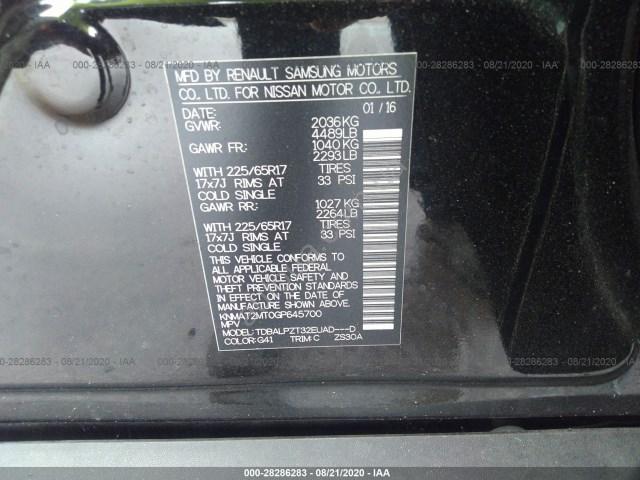 000-28286283 - 08/21/2020 - IAA
MFD BY RENAULT SAMSUNG MOTORS
CO. LTD. FOR NISSAN MOTOR CO. LTD.
DATE: 01/16
GVWR: 2036KG
4489LB
GAWR FR: 1040KG
2293LB
WITH 225/65R17 TIRES
17x7J RIMS AT 33 PSI
COLD SINGLE
GAWR RR: 1027KG
2264LB
WITH 225/65R17 TIRES
17x7J RIMS AT 33 PSI
COLD SINGLE
THIS VEHICLE CONFORMS TO
ALL APPLICABLE FEDERAL
MOTOR VEHICLE SAFETY
AND THEFT PREVENTION
STANDARDS IN EFFECT ON
THE DATE OF
MANUFACTURE SHOWN ABOVE.
KNMAT2MT0GP645700
MPV
MODEL: TDBALPZT32EUAD---D
COLOR:G41 TRIM:C ZS30A
000-28286283 - 08/21/2020 - IAA